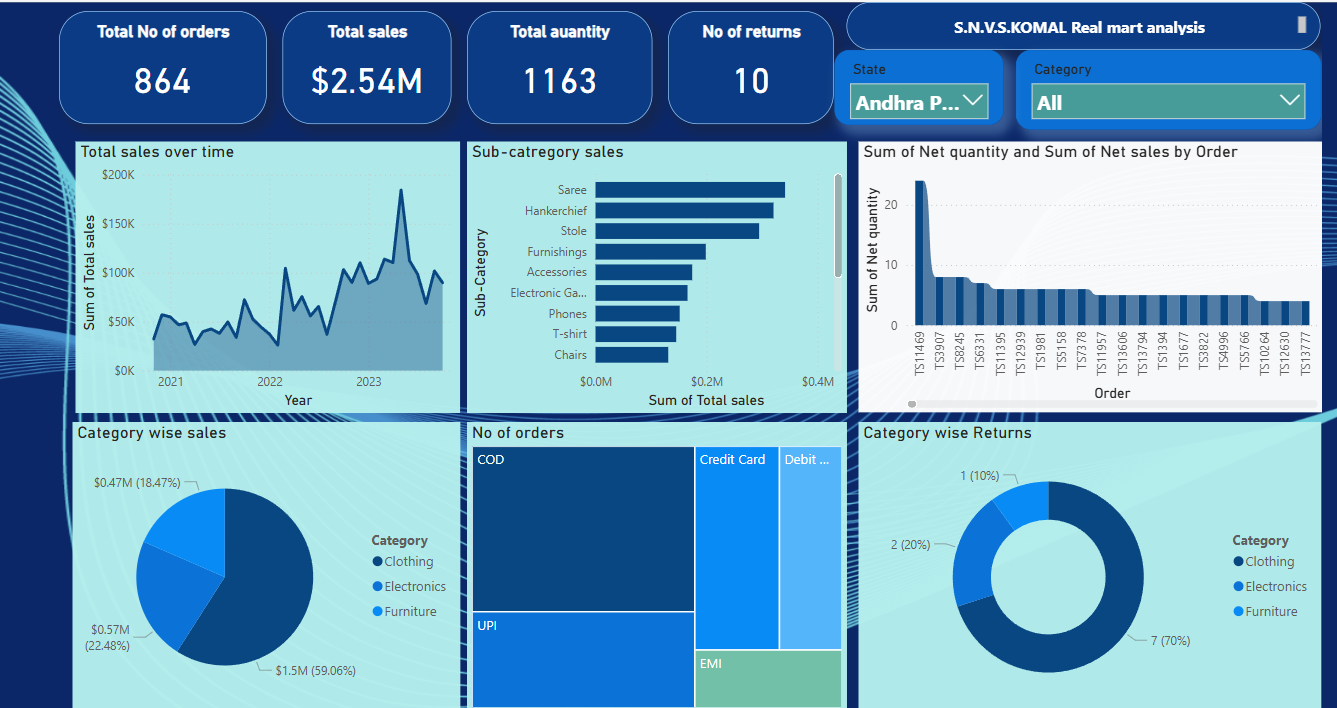 Total No of orders
864
Total sales
$2.54M
Total auantity
1163
No of returns
10
S.N.V.S.KOMAL Real mart analysis
State
Andhra P...
Category
All
Total sales over time
Sum of Total sales
$200K
$150K
$100K
$50K
$0K
2021
2022
2023
Year
Sub-catregory sales
Sub-Category
Saree
Hankerchief
Stole
Furnishings
Accessories
Electronic Ga...
Phones
T-shirt
Chairs
$0.0M
$0.2M
$0.4M
Sum of Total sales
Sum of Net quantity and Sum of Net sales by Order
Sum of Net quantity
20
10
0
TS11469
TS3907
TS8245
TS6331
TS11395
TS12939
TS1981
TS5158
TS7378
TS11957
TS13606
TS13794
TS1394
TS1677
TS3822
TS4996
TS5766
TS10264
TS12630
TS13777
Order
Category wise sales
$0.47M (18.47%)
$0.57M
(22.48%)
$1.5M (59.06%)
Category
Clothing
Electronics
Furniture
No of orders
COD
UPI
Credit Card
Debit ...
EMI
Category wise Returns
1 (10%)
2 (20%)
7 (70%)
Category
Clothing
Electronics
Furniture